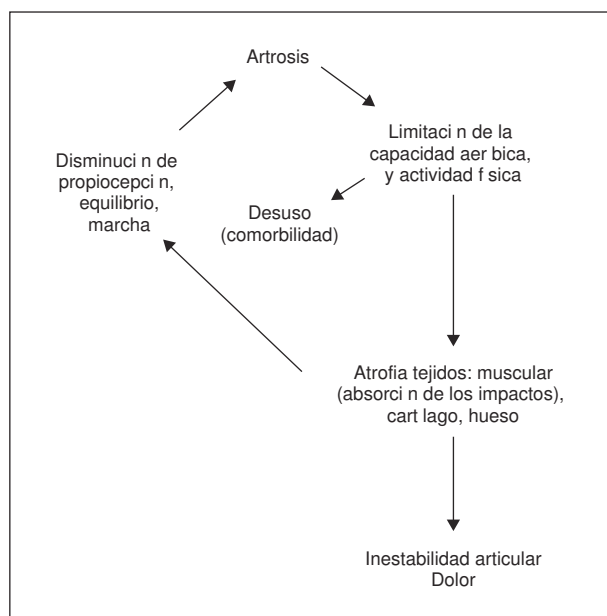 Artrosis
Limitaci n de la
capacidad aer bica,
y actividad f sica
Disminuci n de
propiocepci n,
equilibrio,
marcha
Desuso
(comorbilidad)
Atrofia tejidos: muscular
(absorci n de los impactos),
cart lago, hueso
Inestabilidad articular
Dolor